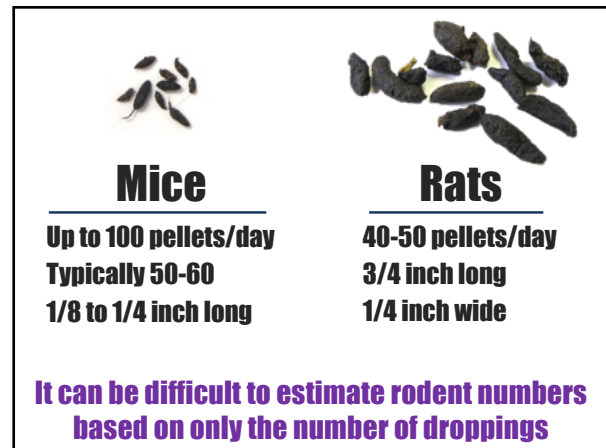 Mice
Up to 100 pellets/day
Typically 50-60
1/8 to 1/4 inch long
Rats
40-50 pellets/day
3/4 inch long
1/4 inch wide
It can be difficult to estimate rodent numbers
based on only the number of droppings